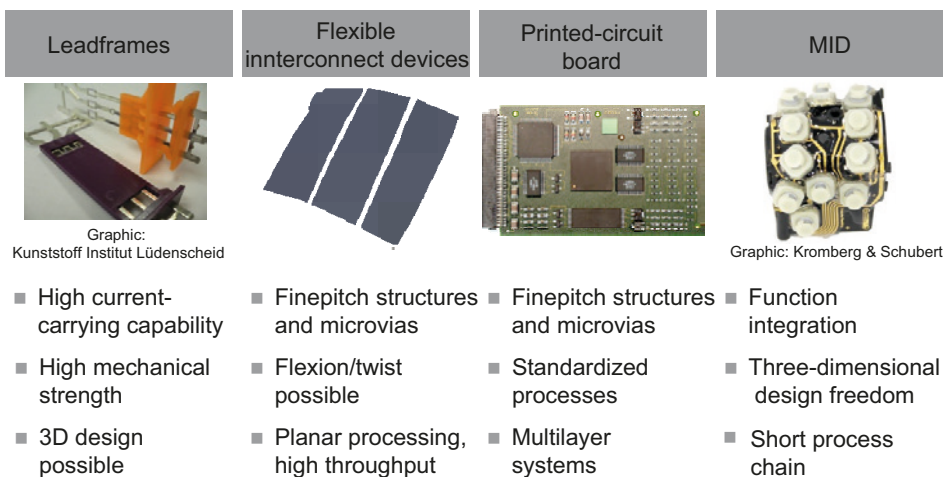 Leadframes
Flexible
innterconnect devices
Printed-circuit
board
MID
Graphic:
Kunststoff Institut Lüdenscheid
Graphic: Kromberg & Schubert
■ High current-
carrying capability
■ High mechanical
strength
■ 3D design
possible
■ Finepitch structures
and microvias
■ Flexion/twist
possible
■ Planar processing,
high throughput
■ Finepitch structures
and microvias
■ Standardized
processes
■ Multilayer
systems
■ Function
integration
■ Three-dimensional
design freedom
■ Short process
chain